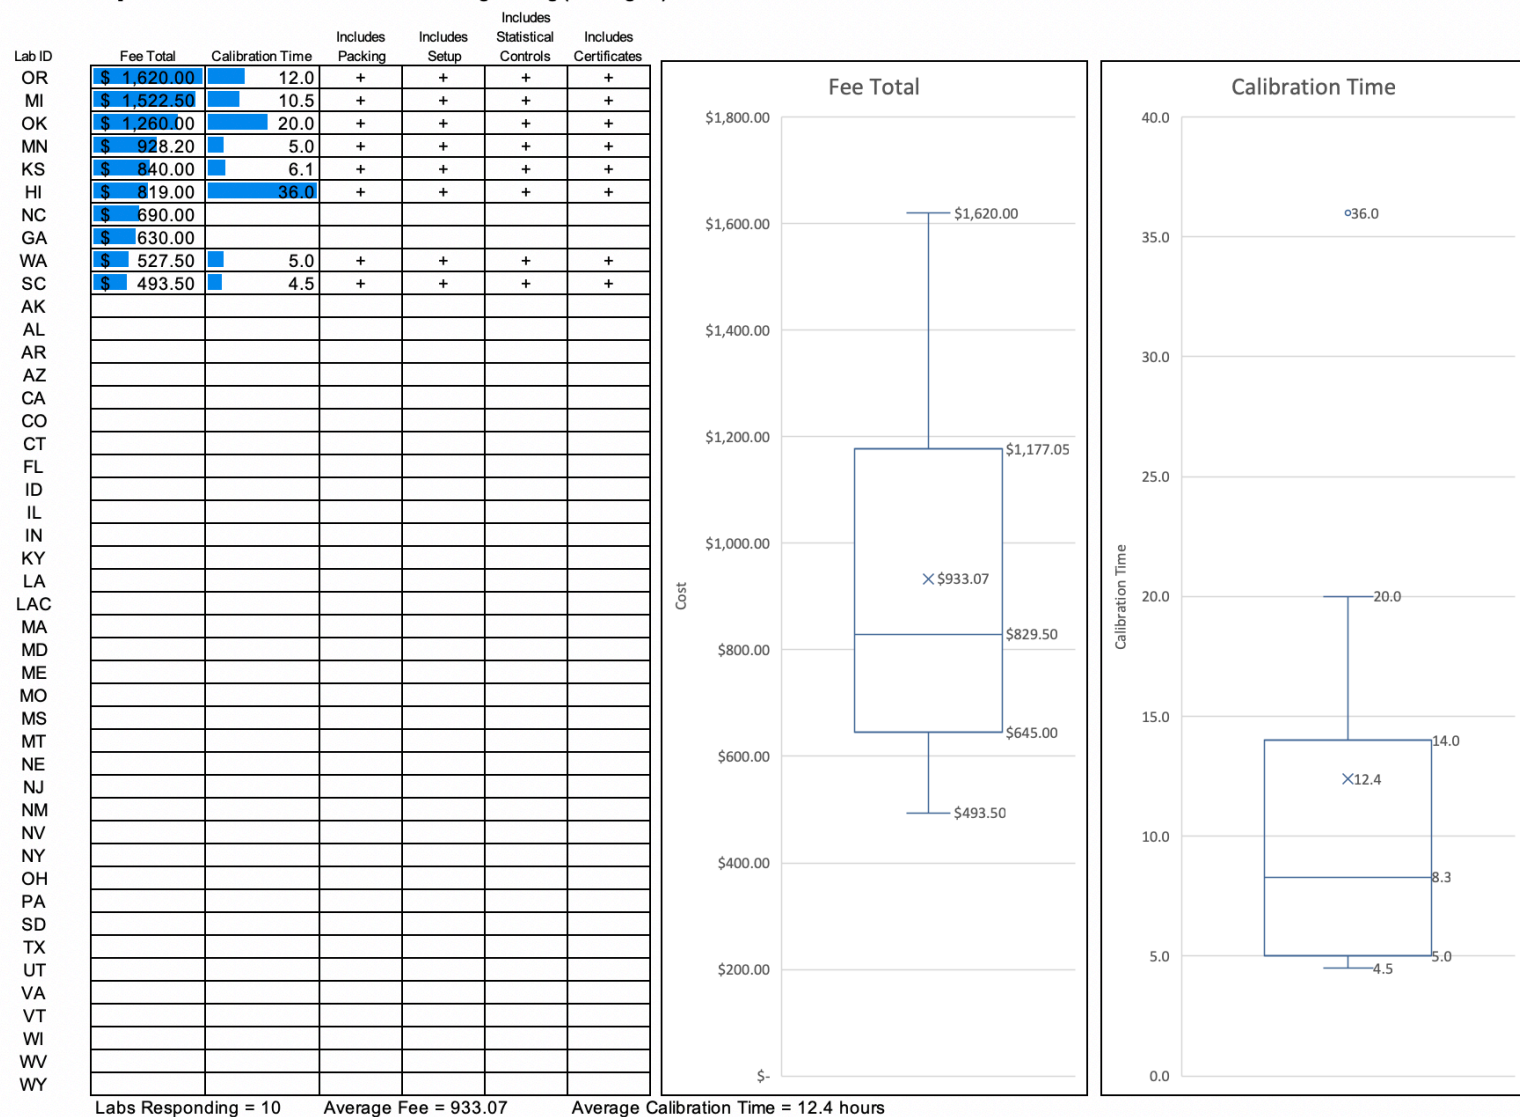 Includes
Includes Includes Statistical Includes
Lab ID Fee Total Calibration Time Packing Setup Controls Certificates
OR $ 1,620.00 12.0 + + + +
MI $ 1,522.50 10.5 + + + +
OK $ 1,260.00 20.0 + + + +
MN $ 928.20 5.0 + + + +
KS $ 840.00 6.1 + + + +
HI $ 819.00 36.0 + + + +
NC $ 690.00
GA $ 630.00
WA $ 527.50 5.0 + + + +
SC $ 493.50 4.5 + + + +
AK
AL
AR
AZ
CA
CO
CT
FL
ID
IL
IN
KY
LA
LAC
MA
MD
ME
MO
MS
MT
NE
NJ
NM
NV
NY
OH
PA
SD
TX
UT
VA
VT
WI
WV
WY
Labs Responding = 10 Average Fee = 933.07 Average Calibration Time = 12.4 hours
Fee Total
$1,800.00
$1,600.00
$1,400.00
$1,200.00
$1,000.00
$800.00
$600.00
$400.00
$200.00
$-
Cost
$1,620.00
$1,177.05
$933.07
$829.50
$645.00
$493.50
Calibration Time
40.0
35.0
30.0
25.0
20.0
15.0
10.0
5.0
0.0
Calibration Time
36.0
20.0
14.0
12.4
8.3
5.0
4.5